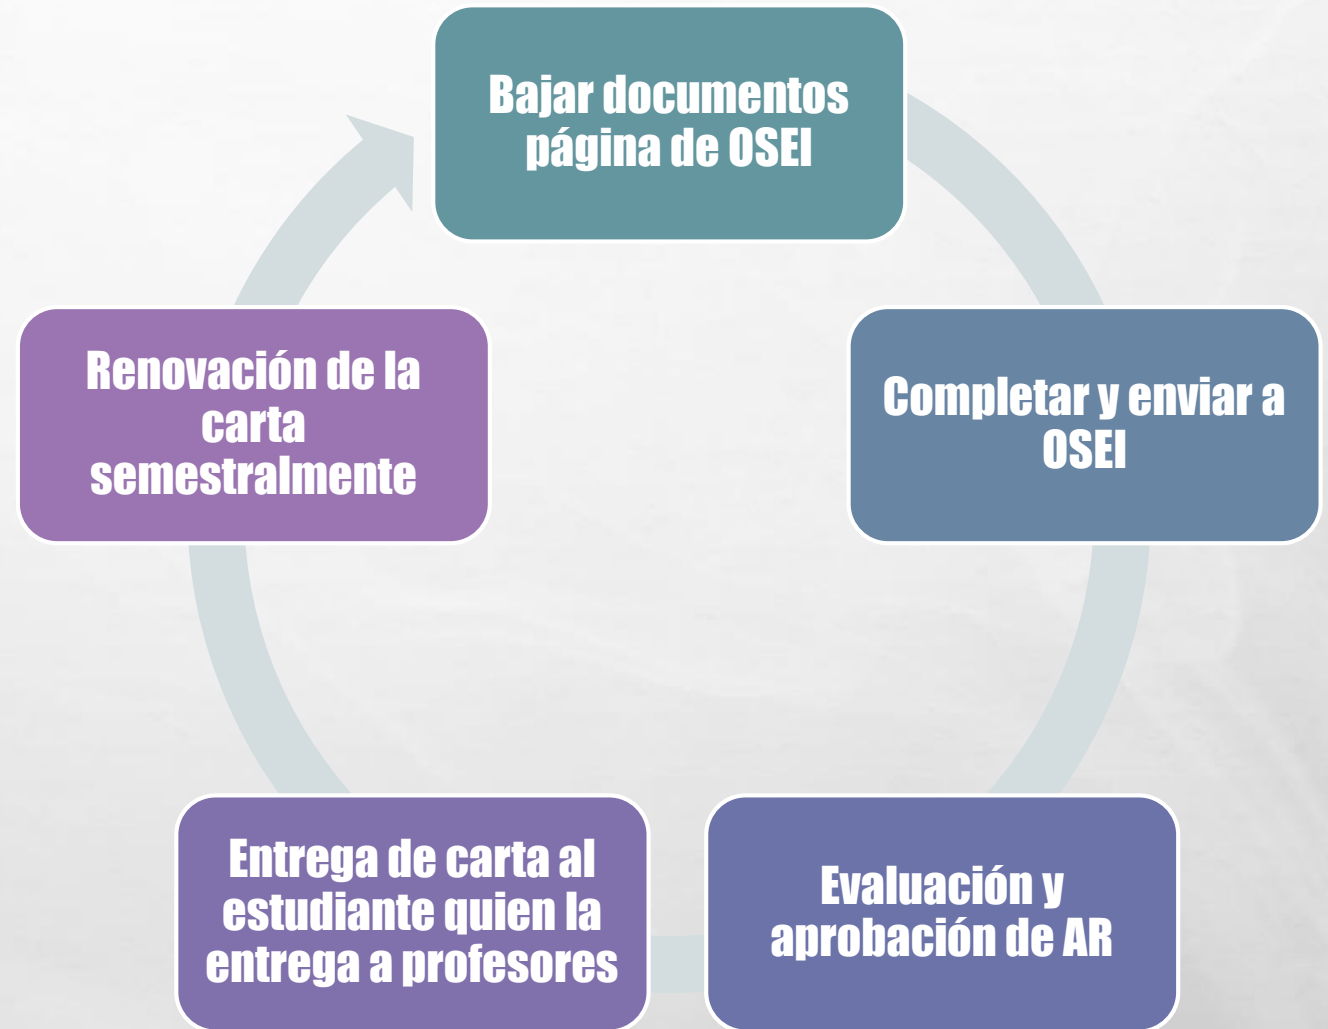 Bajar documentos
página de OSEI
Completar y enviar a
OSEI
Evaluación y
aprobación de AR
Entrega de carta al
estudiante quien la
entrega a profesores
Renovación de la
carta
semestralmente